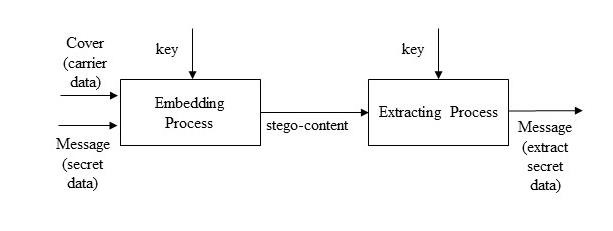 Cover
(carrier
data)
key
Embedding
Process
Message
(secret
data)
stego-content
key
Extracting Process
Message
(extract
secret
data)